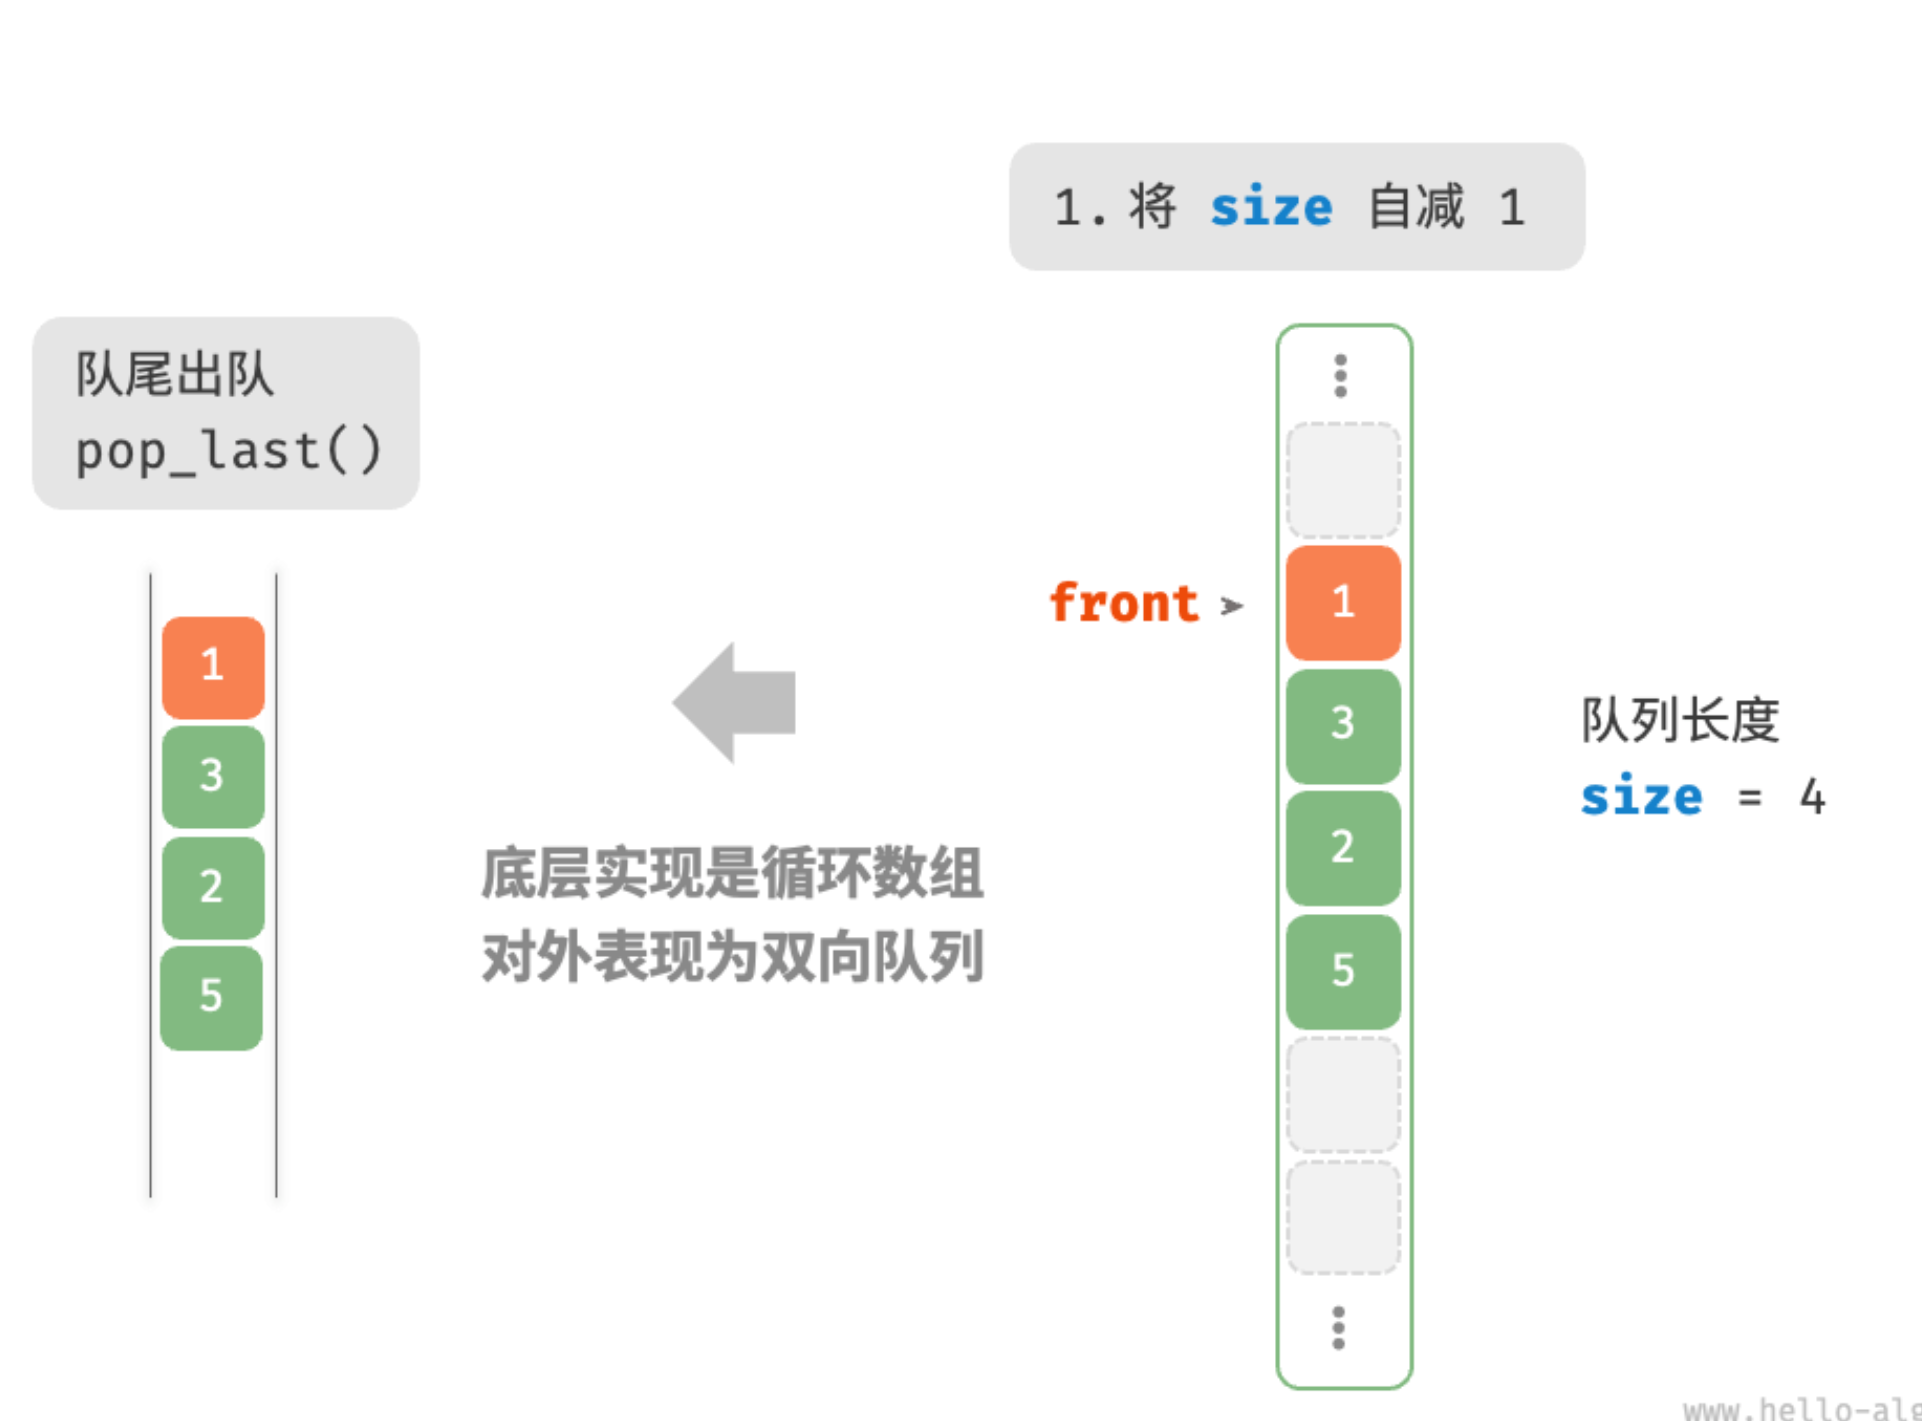 1. 将 size 自减 1
队尾出队
pop_last()
front
1
3
2
5
1
3
2
5
底层实现是循环数组
对外表现为双向队列
队列长度
size = 4
www.hello-alg